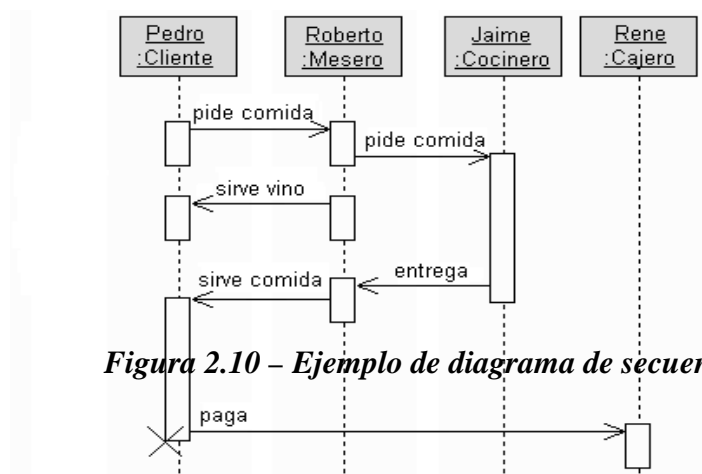 Pedro
:Cliente
Roberto
:Mesero
Jaime
:Cocinero
Rene
:Cajero
pide comida
pide comida
sirve vino
entrega
sirve comida
Figura 2.10 – Ejemplo de diagrama de
paga